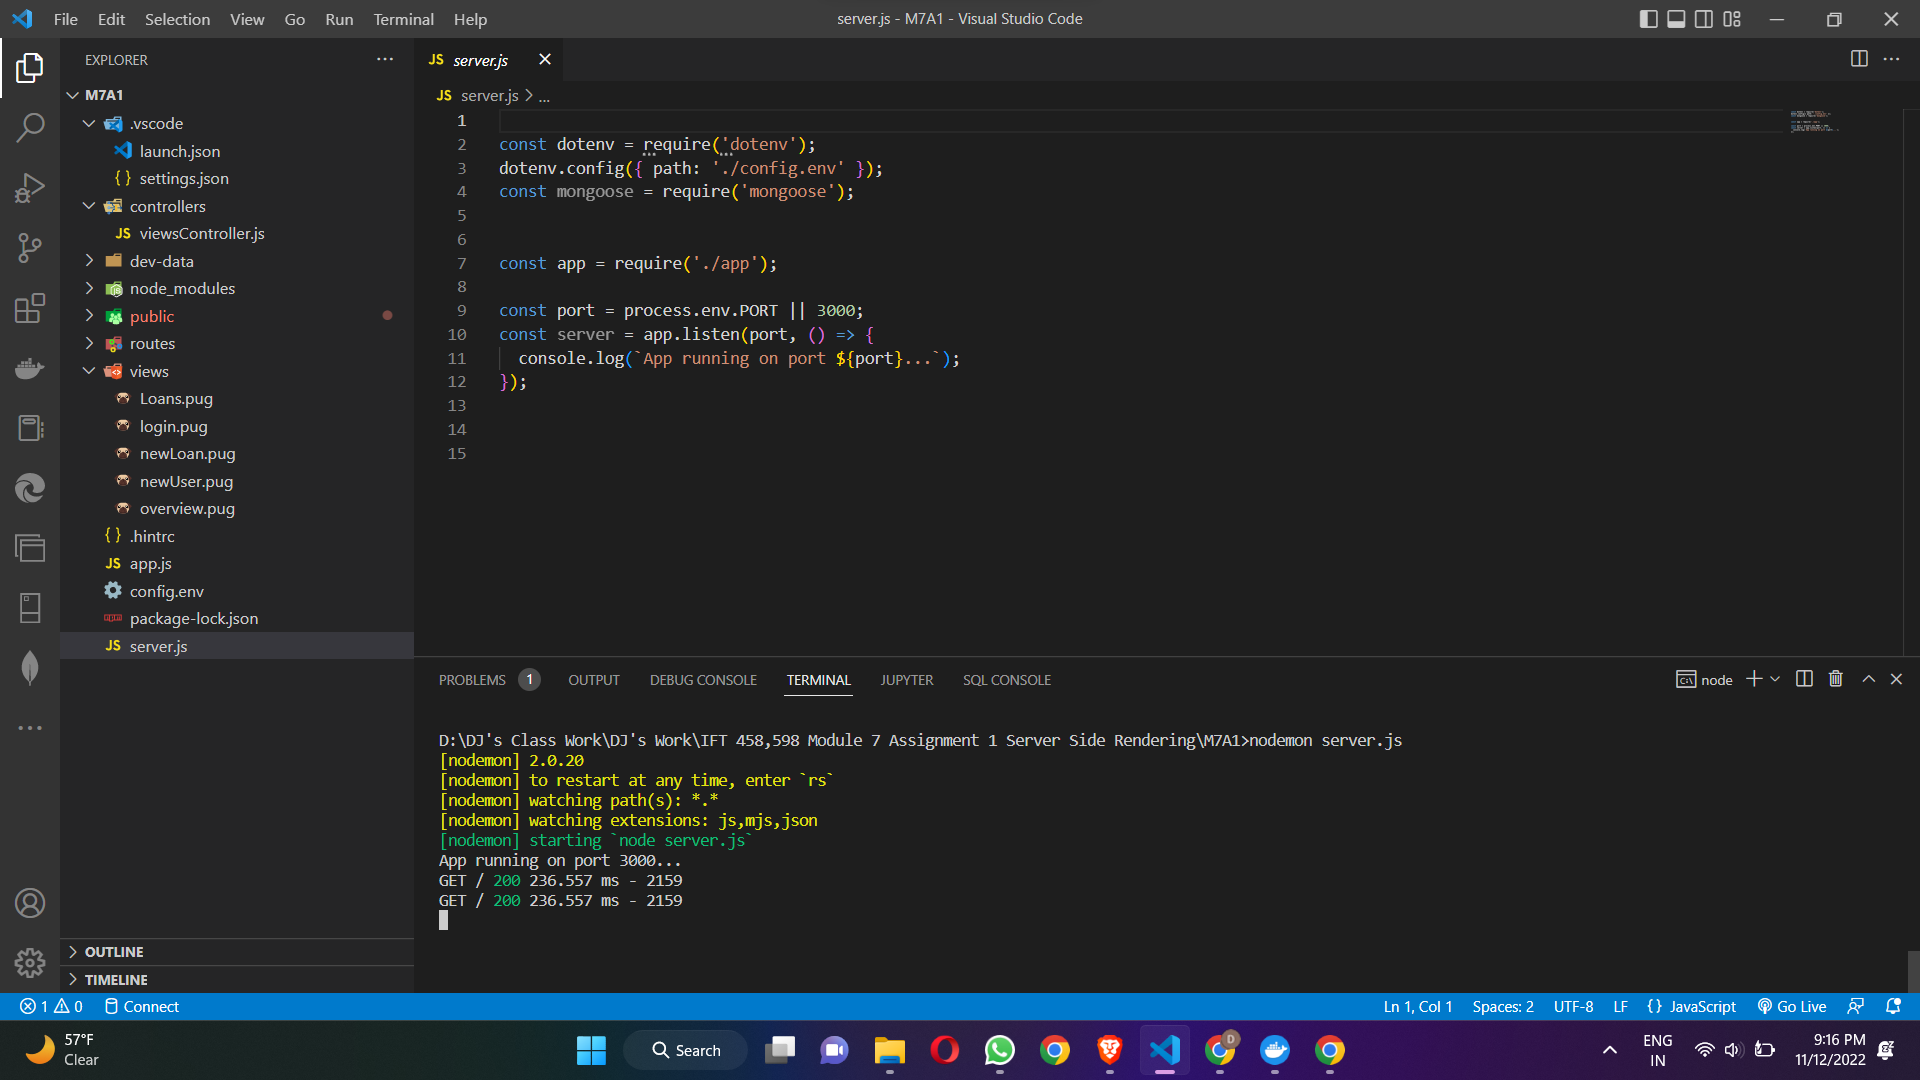 File Edit Selection View Go Run Terminal Help
server.js - M7A1 - Visual Studio Code
EXPLORER
M7A1
.vscode
launch.json
settings.json
controllers
JS viewsController.js
dev-data
node_modules
public
routes
views
Loans.pug
login.pug
newLoan.pug
newUser.pug
overview.pug
.hintrc
JS app.js
config.env
package-lock.json
JS server.js
OUTLINE
TIMELINE
JS server.js
JS server.js > ...
1
2 const dotenv = require('dotenv');
3 dotenv.config({ path: './config.env' });
4 const mongoose = require('mongoose');
5
6
7 const app = require('./app');
8
9 const port = process.env.PORT || 3000;
10 const server = app.listen(port, () => {
11 console.log(`App running on port ${port}...`);
12 });
13
14
15
PROBLEMS 1 OUTPUT DEBUG CONSOLE TERMINAL JUPYTER SQL CONSOLE
node
D:\DJ's Class Work\DJ's Work\IFT 458,598 Module 7 Assignment 1 Server Side Rendering\M7A1>nodemon server.js
[nodemon] 2.0.20
[nodemon] to restart at any time, enter `rs`
[nodemon] watching path(s): *.*
[nodemon] watching extensions: js,mjs,json
[nodemon] starting `node server.js`
App running on port 3000...
GET / 200 236.557 ms - 2159
GET / 200 236.557 ms - 2159
1 0 Connect
Ln 1, Col 1 Spaces: 2 UTF-8 LF {} JavaScript Go Live
57°F
Clear
Search
D
ENG
IN
9:16 PM
11/12/2022